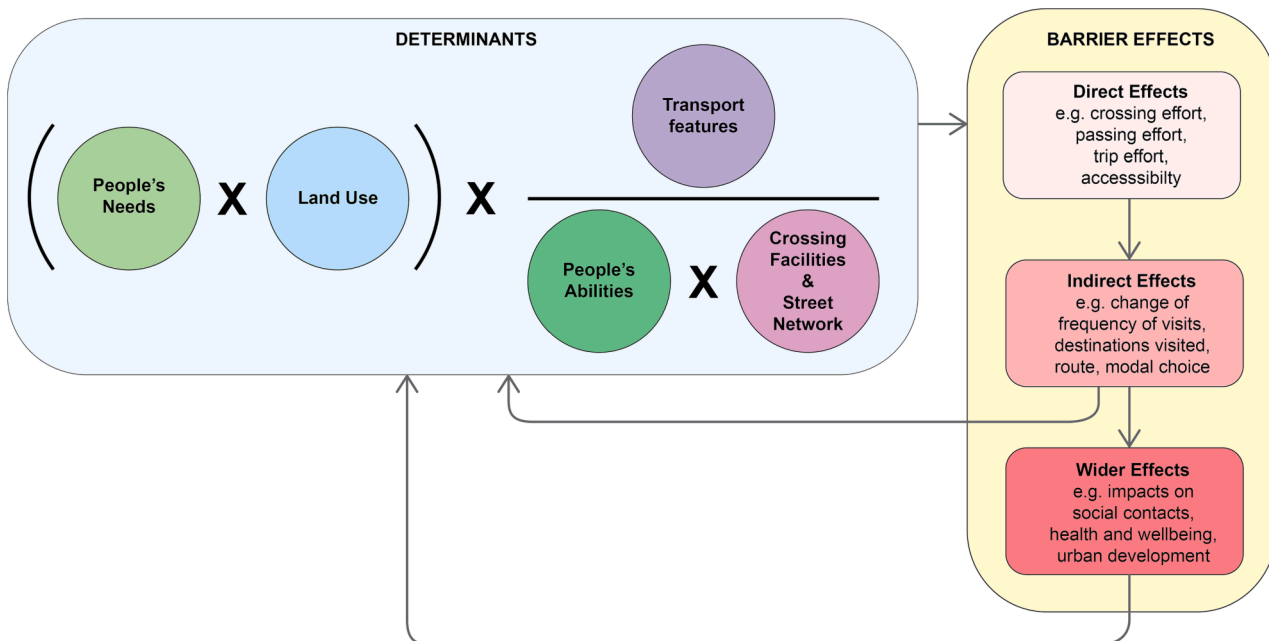 DETERMINANTS
People's
Needs
X
Land Use
X
Transport
features
People's
Abilities
X
Crossing
Facilities
&
Street
Network
BARRIER EFFECTS
Direct Effects
e.g. crossing effort,
passing effort,
trip effort,
accesssibilty
Indirect Effects
e.g. change of
frequency of visits,
destinations visited,
route, modal choice
Wider Effects
e.g. impacts on
social contacts,
health and wellbeing,
urban development